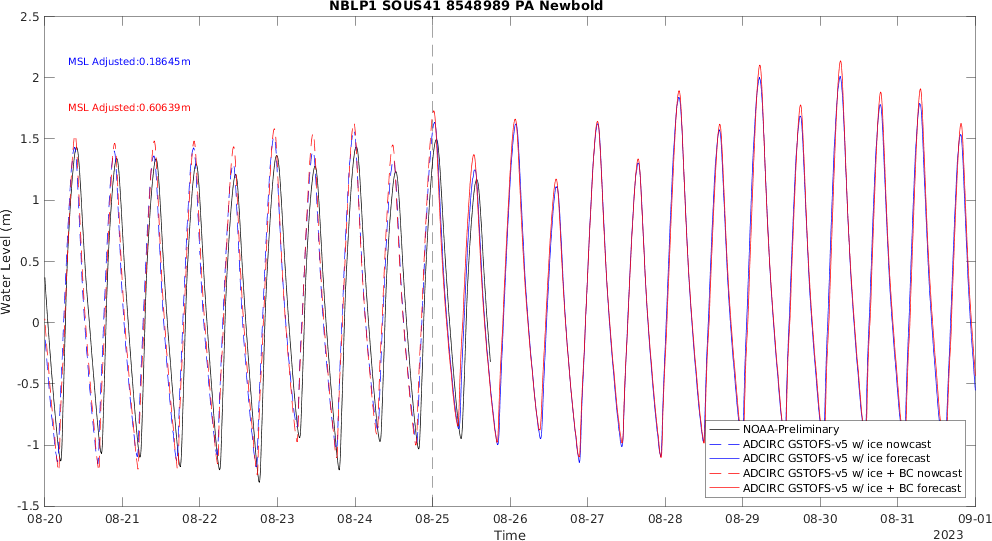 NBLP1 SOUS41 8548989 PA Newbold
2.5
2
1.5
1
0.5
0
-0.5
-1
-1.5
Water Level (m)
MSL Adjusted:0.18645m
MSL Adjusted:0.60639m
NOAA-Preliminary
ADCIRC GSTOFS-v5 w/ ice nowcast
ADCIRC GSTOFS-v5 w/ ice forecast
ADCIRC GSTOFS-v5 w/ ice + BC nowcast
ADCIRC GSTOFS-v5 w/ ice + BC forecast
08-20 08-21 08-22 08-23 08-24 08-25 08-26 08-27 08-28 08-29 08-30 08-31 09-01
Time
2023